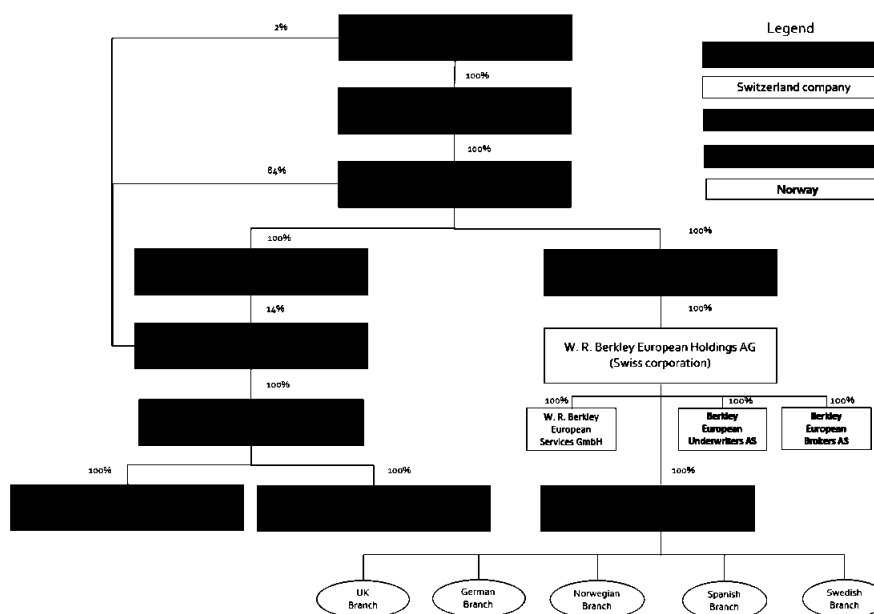 2%
Legend
100%
Switzerland company
100%
84%
Norway
100%
100%
14%
100%
W. R. Berkley European Holdings AG
(Swiss corporation)
100%
100%
100%
100%
W. R. Berkley
European
Services GmbH
Berkley
European
Underwriters AS
Berkley
European
Brokers AS
100%
100%
100%
UK
Branch
German
Branch
Norwegian
Branch
Spanish
Branch
Swedish
Branch